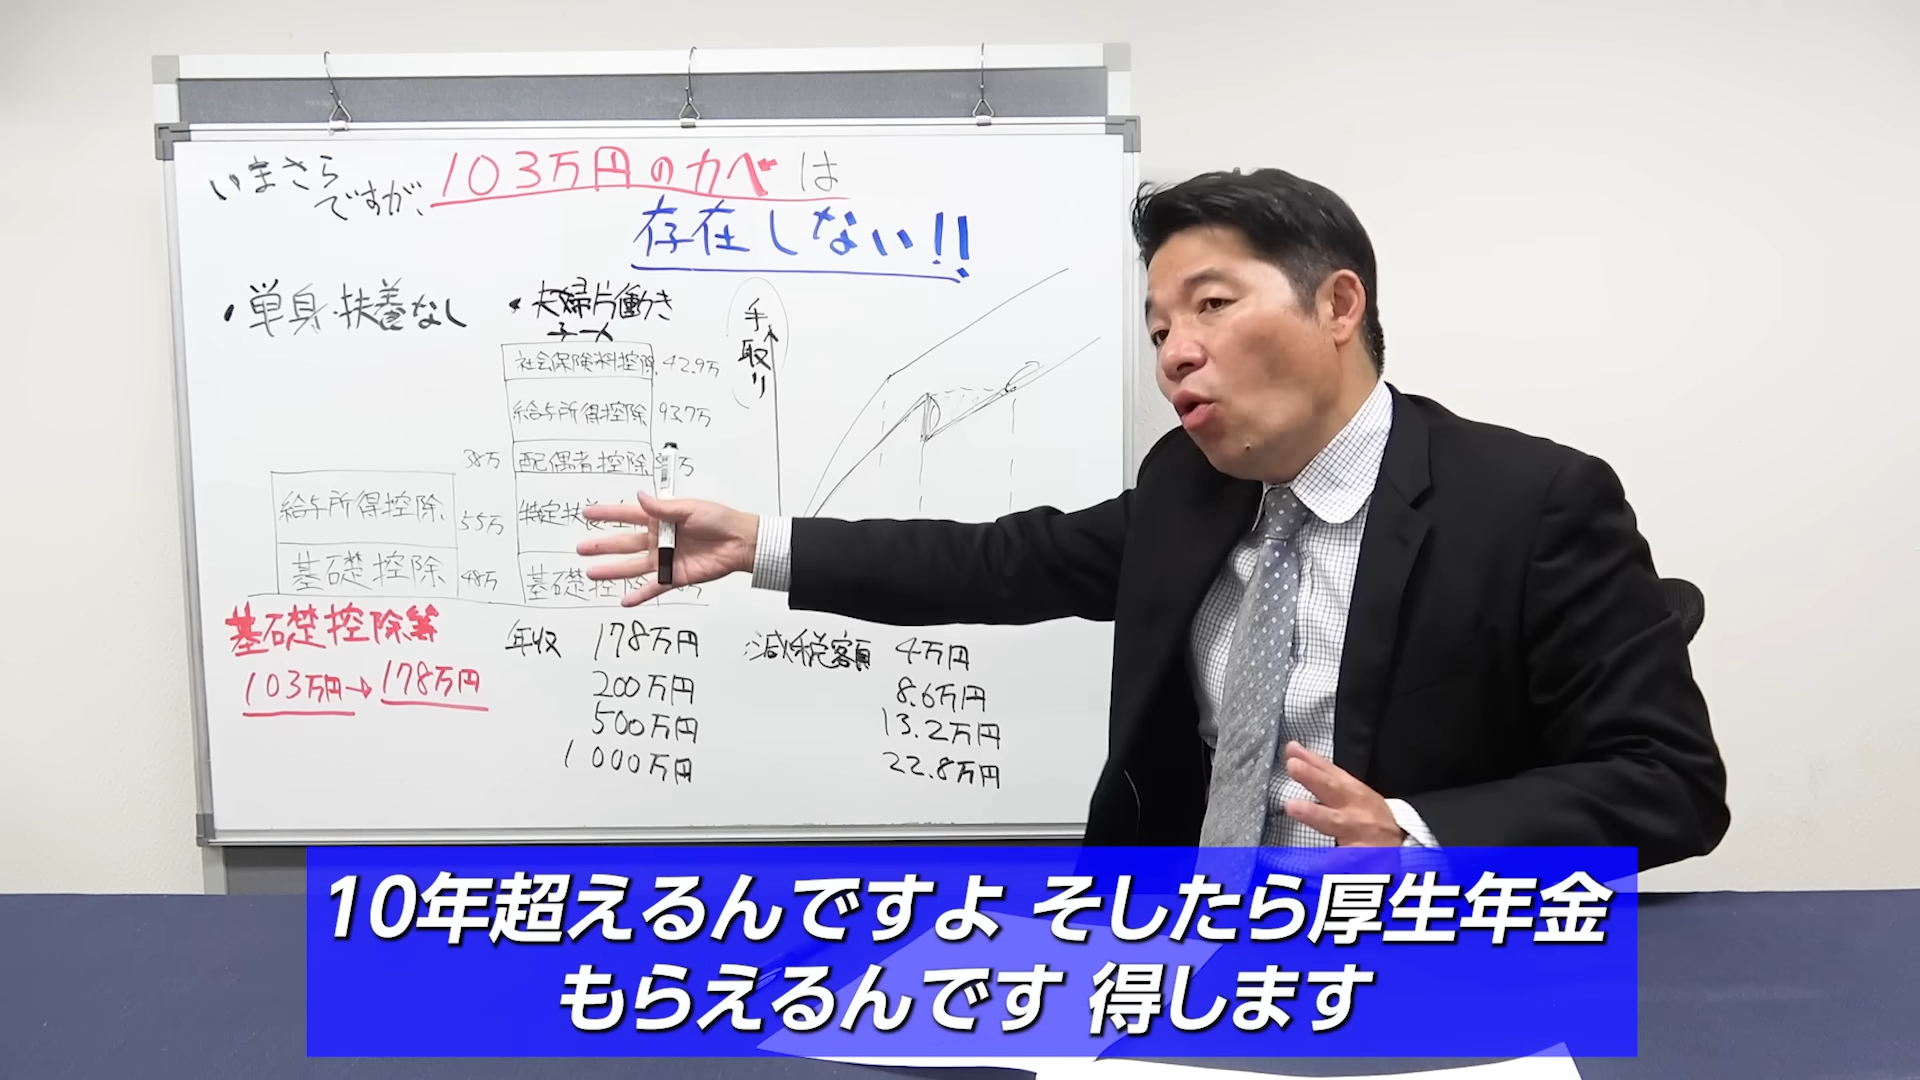 いまさら
ですが、
103万円のカベは
存在しない!!
・単身・扶養なし
・夫婦片働き
手取り
社会保険料控除 42.9万
給与所得控除 93.7万
38万 配偶者控除
給与所得控除 55万
基礎控除 48万
基礎控除
基礎控除等
103万円→178万円
年収 178万円 減税額 4万円
200万円 8.6万円
500万円 13.2万円
1000万円 22.8万円
10年超えるんですよ そしたら厚生年金
もらえるんです 得します